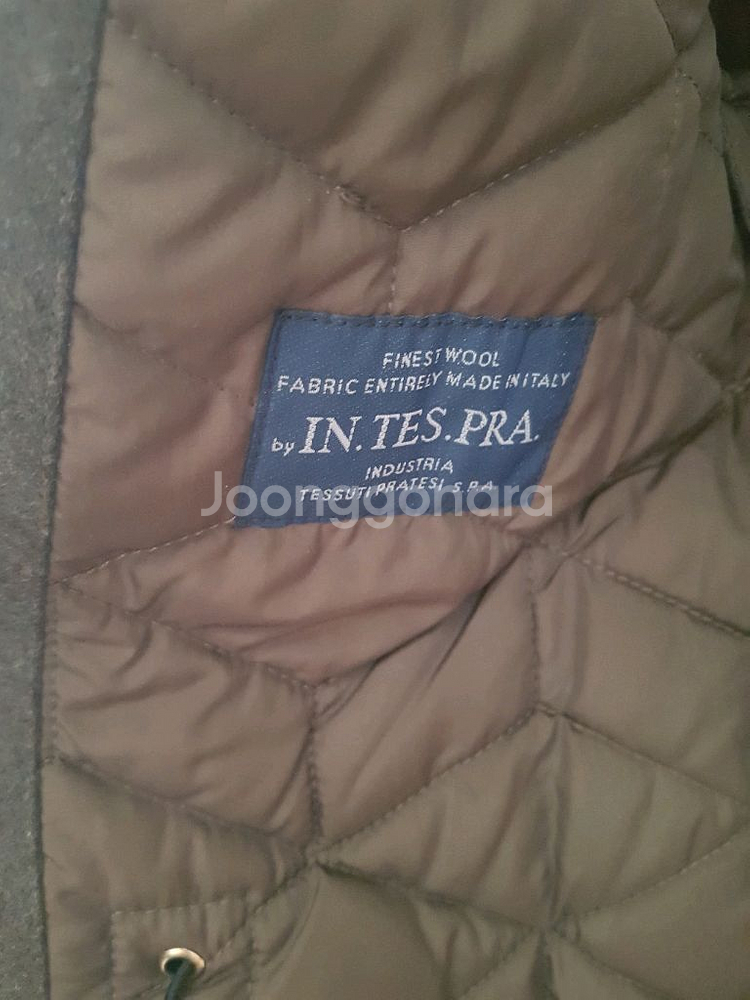 FINEST WOOL
FABRIC ENTIRELY MADE IN ITALY
by IN.TES.PRA.
INDUSTRIA
TESSUTI PRATESI S.P.A.
Joonggonara